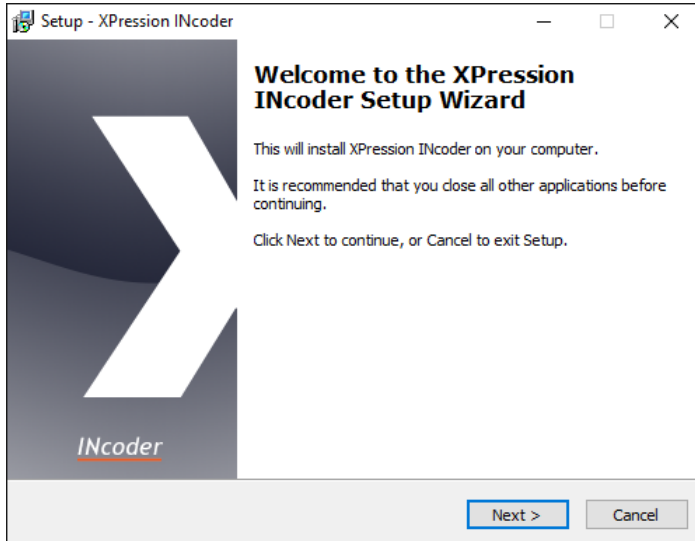 Setup - XPression INcoder
Welcome to the XPression
INcoder Setup Wizard
This will install XPression INcoder on your computer.
It is recommended that you close all other applications before
continuing.
Click Next to continue, or Cancel to exit Setup.
INcoder
Next >
Cancel